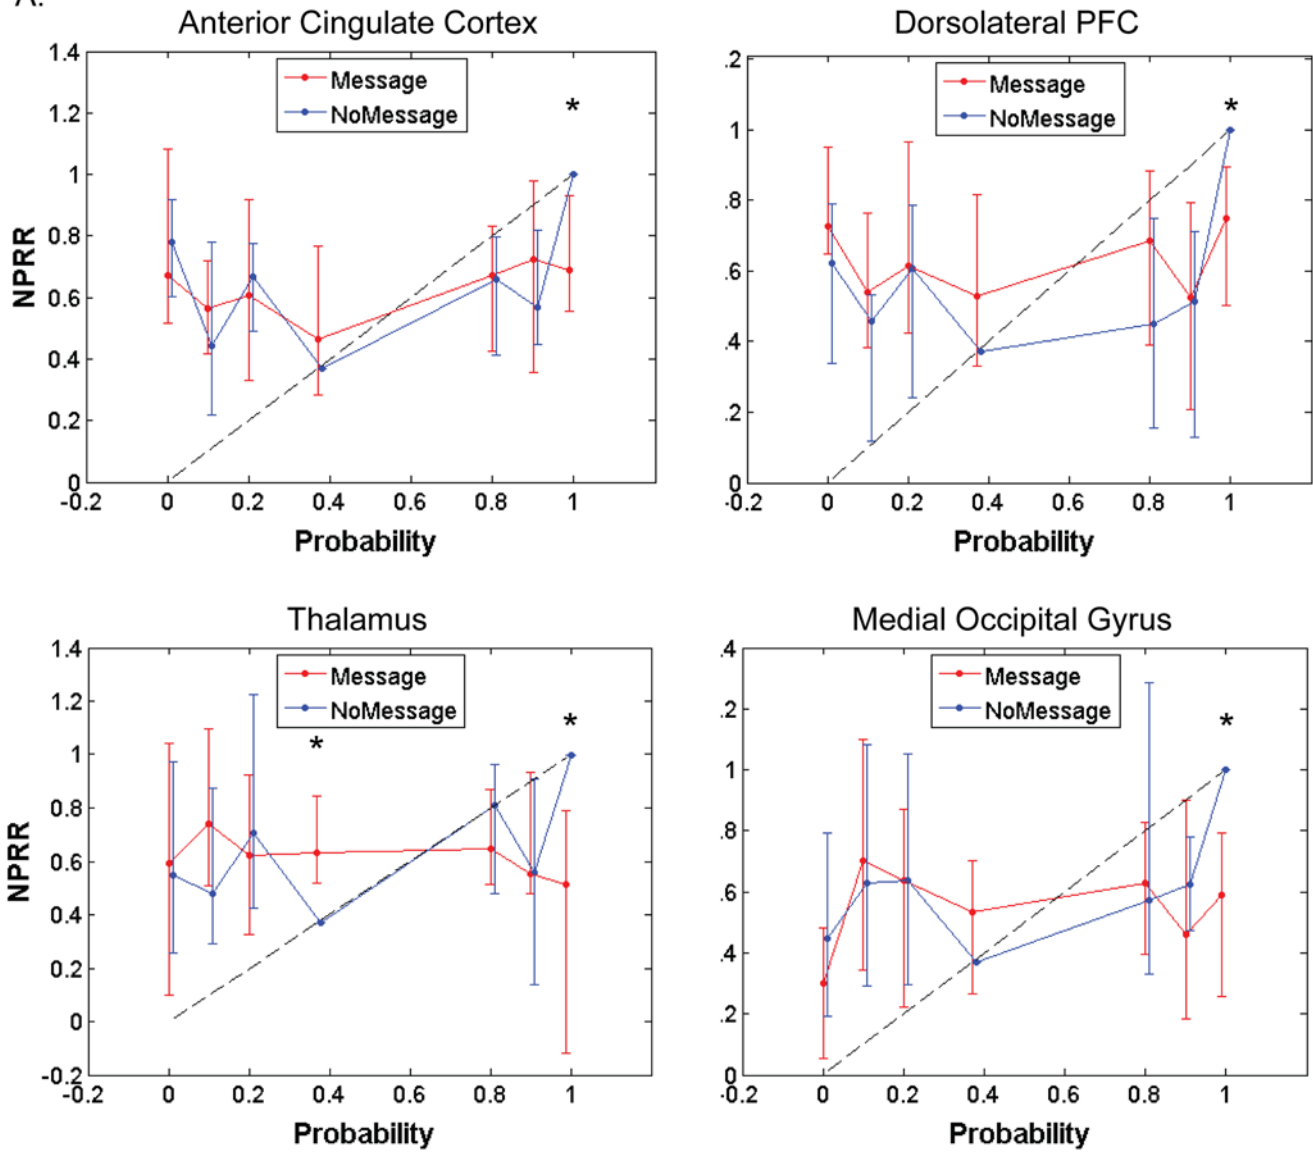 A.
Anterior Cingulate Cortex
1.4
1.2
1
0.8
0.6
0.4
0.2
0
NPRR
Message
NoMessage
*
-0.2 0 0.2 0.4 0.6 0.8 1
Probability
Dorsolateral PFC
.2
1
.8
.6
.4
.2
0
Message
NoMessage
*
-0.2 0 0.2 0.4 0.6 0.8 1
Probability
Thalamus
1.4
1.2
1
0.8
0.6
0.4
0.2
0
-0.2
NPRR
Message
NoMessage
* *
-0.2 0 0.2 0.4 0.6 0.8 1
Probability
Medial Occipital Gyrus
.4
.2
1
.8
.6
.4
.2
0
Message
NoMessage
*
-0.2 0 0.2 0.4 0.6 0.8 1
Probability